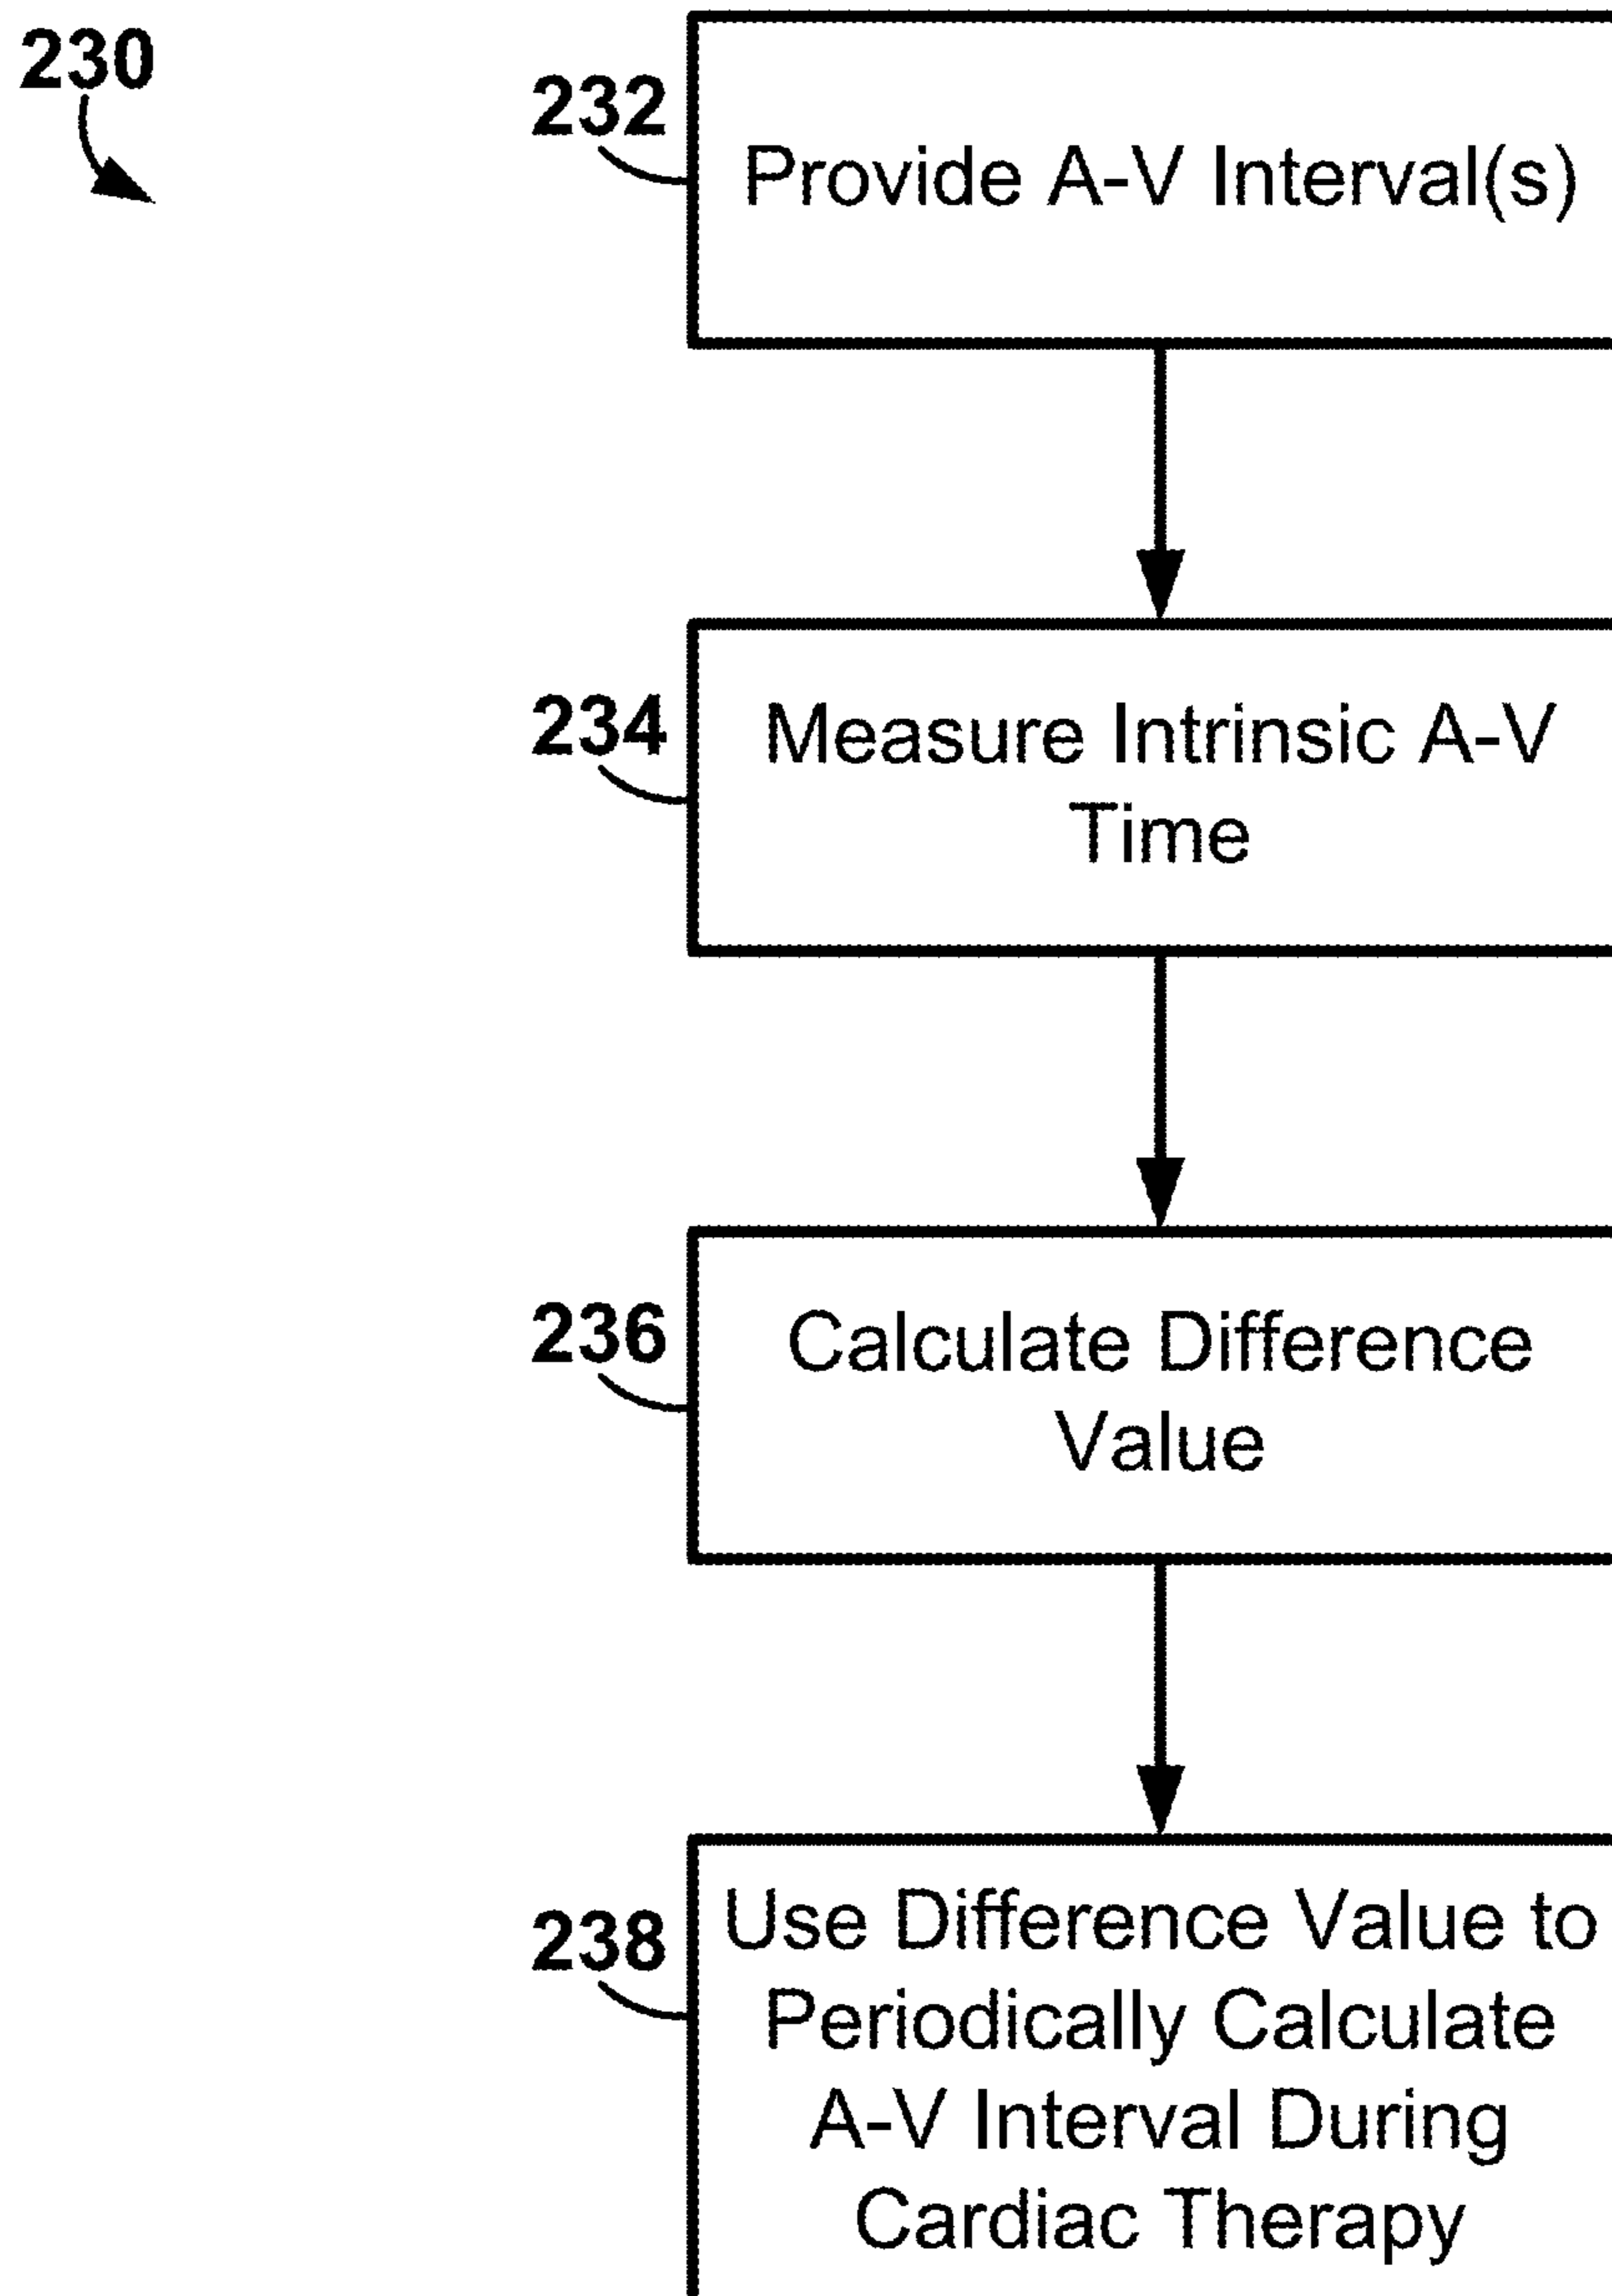 230
232
Provide A-V Interval(s)
234
Measure Intrinsic A-V
Time
236
Calculate Difference
Value
238
Use Difference Value to
Periodically Calculate
A-V Interval During
Cardiac Therapy